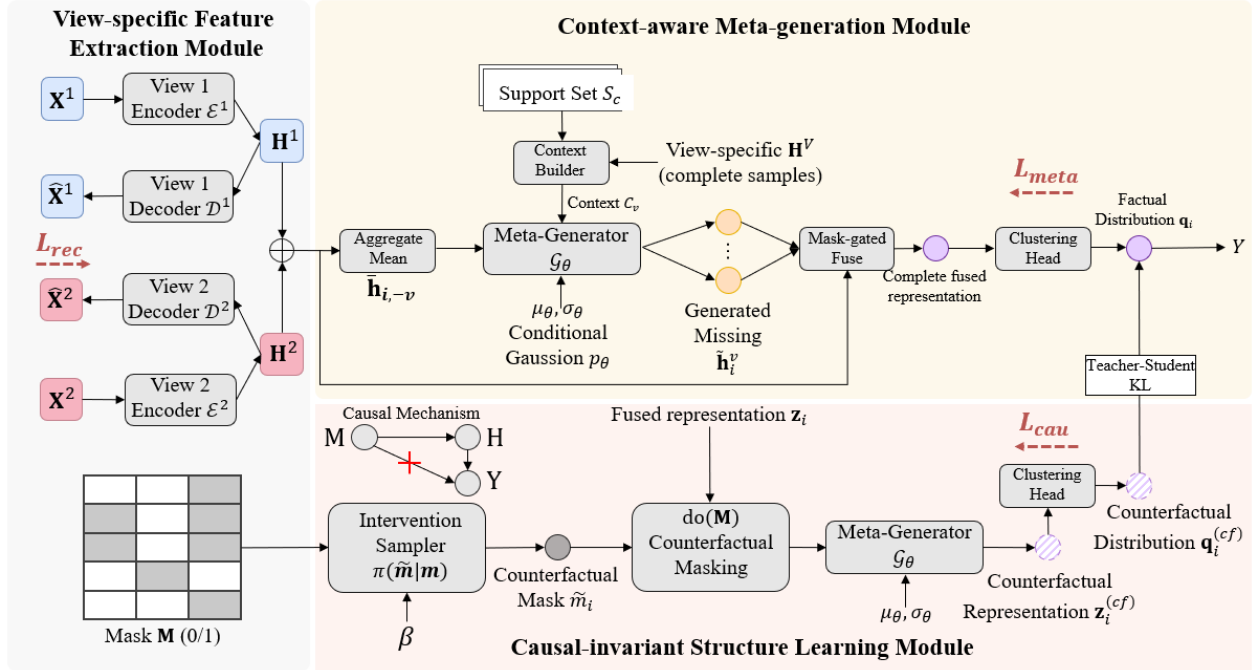 View-specific Feature
Extraction Module
X¹
View 1
Encoder ℰ¹
H¹
X̂¹
View 1
Decoder 𝒟¹
L_rec
X̂²
View 2
Decoder 𝒟²
H²
X²
View 2
Encoder ℰ²
Mask M (0/1)
Context-aware Meta-generation Module
Support Set S_c
Context
Builder
View-specific H^V
(complete samples)
Context C_v
Aggregate
Mean
h̄_{i,−v}
Meta-Generator
𝒢_θ
μ_θ, σ_θ
Conditional
Gaussion p_θ
⋮
Generated
Missing
h̃_i^v
Mask-gated
Fuse
Complete fused
representation
L_meta
Clustering
Head
Factual
Distribution q_i
Y
Teacher-Student
KL
Causal Mechanism
M
H
Y
Fused representation z_i
Intervention
Sampler
π(m̃|m)
β
Counterfactual
Mask m̃_i
do(M)
Counterfactual
Masking
Meta-Generator
𝒢_θ
μ_θ, σ_θ
L_cau
Clustering
Head
Counterfactual
Distribution q_i^(cf)
Counterfactual
Representation z_i^(cf)
Causal-invariant Structure Learning Module